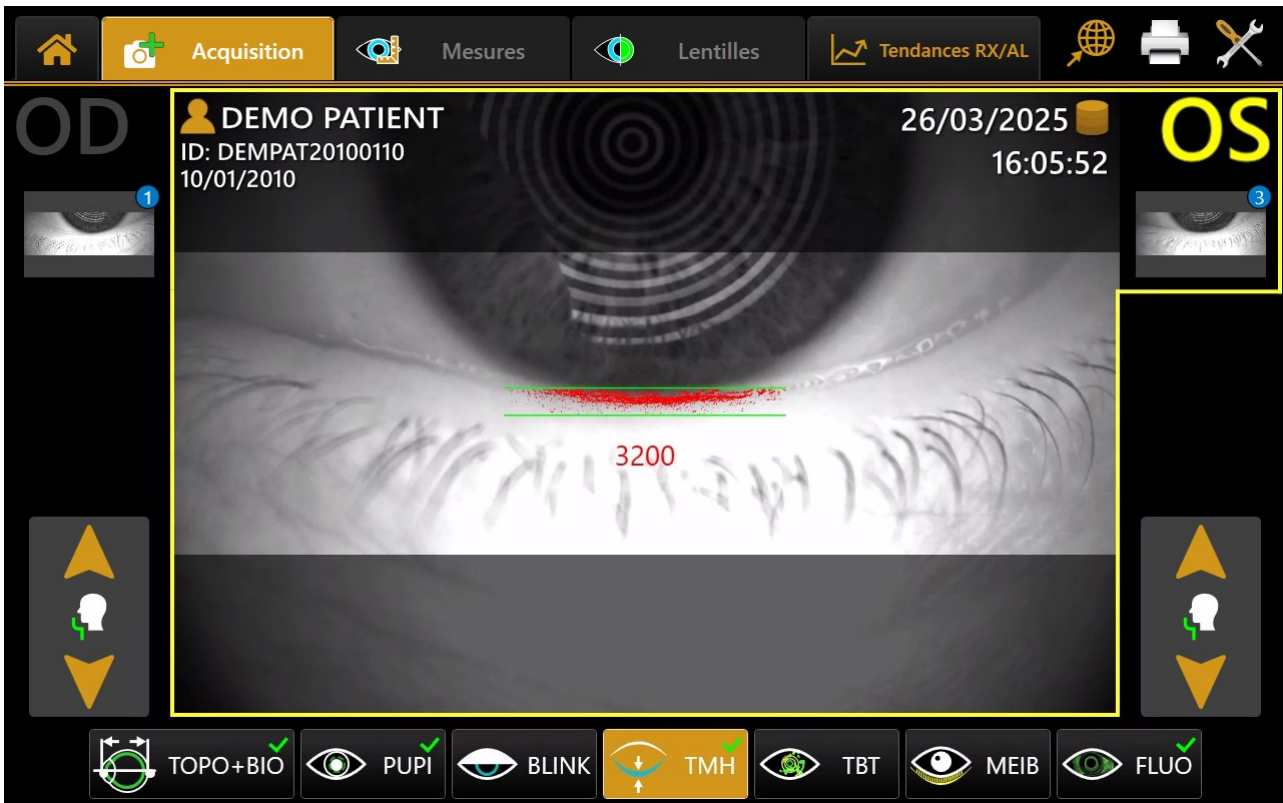 Acquisition
Mesures
Lentilles
Tendances RX/AL
OD
DEMO PATIENT
ID: DEMPAT20100110
10/01/2010
26/03/2025
16:05:52
OS
1
3
3200
TOPO+BIO
PUPI
BLINK
TMH
TBT
MEIB
FLUO